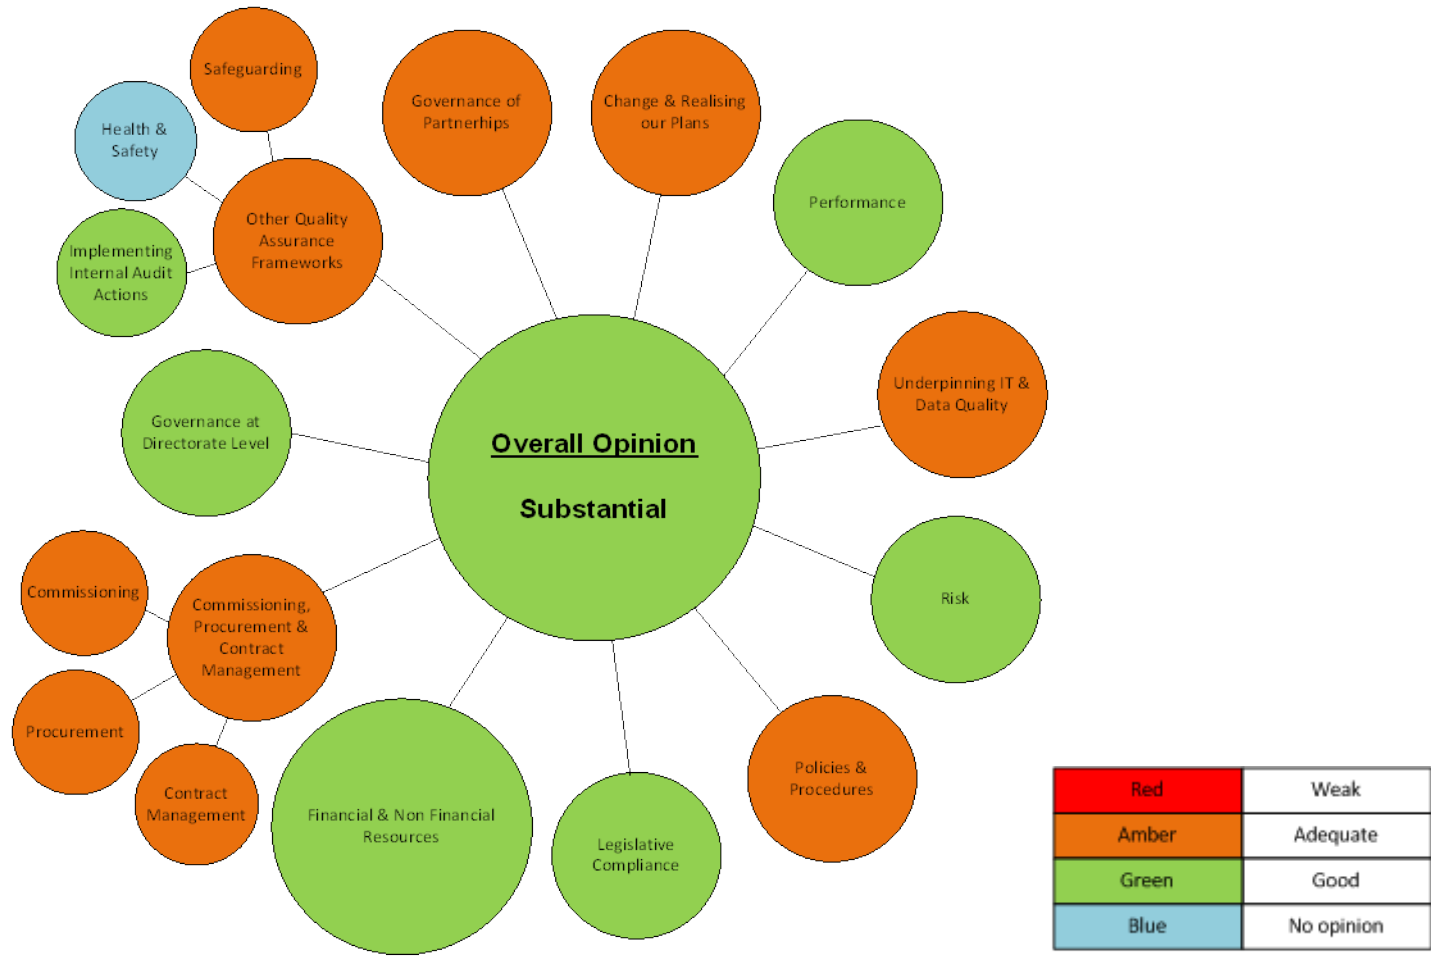 Safeguarding
Health &
Safety
Implementing
Internal Audit
Actions
Other Quality
Assurance
Frameworks
Governance of
Partnerhips
Change & Realising
our Plans
Performance
Underpinning IT &
Data Quality
Governance at
Directorate Level
Overall Opinion
Substantial
Risk
Commissioning
Commissioning,
Procurement &
Contract
Management
Procurement
Contract
Management
Financial & Non Financial
Resources
Legislative
Compliance
Policies &
Procedures
Red Weak
Amber Adequate
Green Good
Blue No opinion